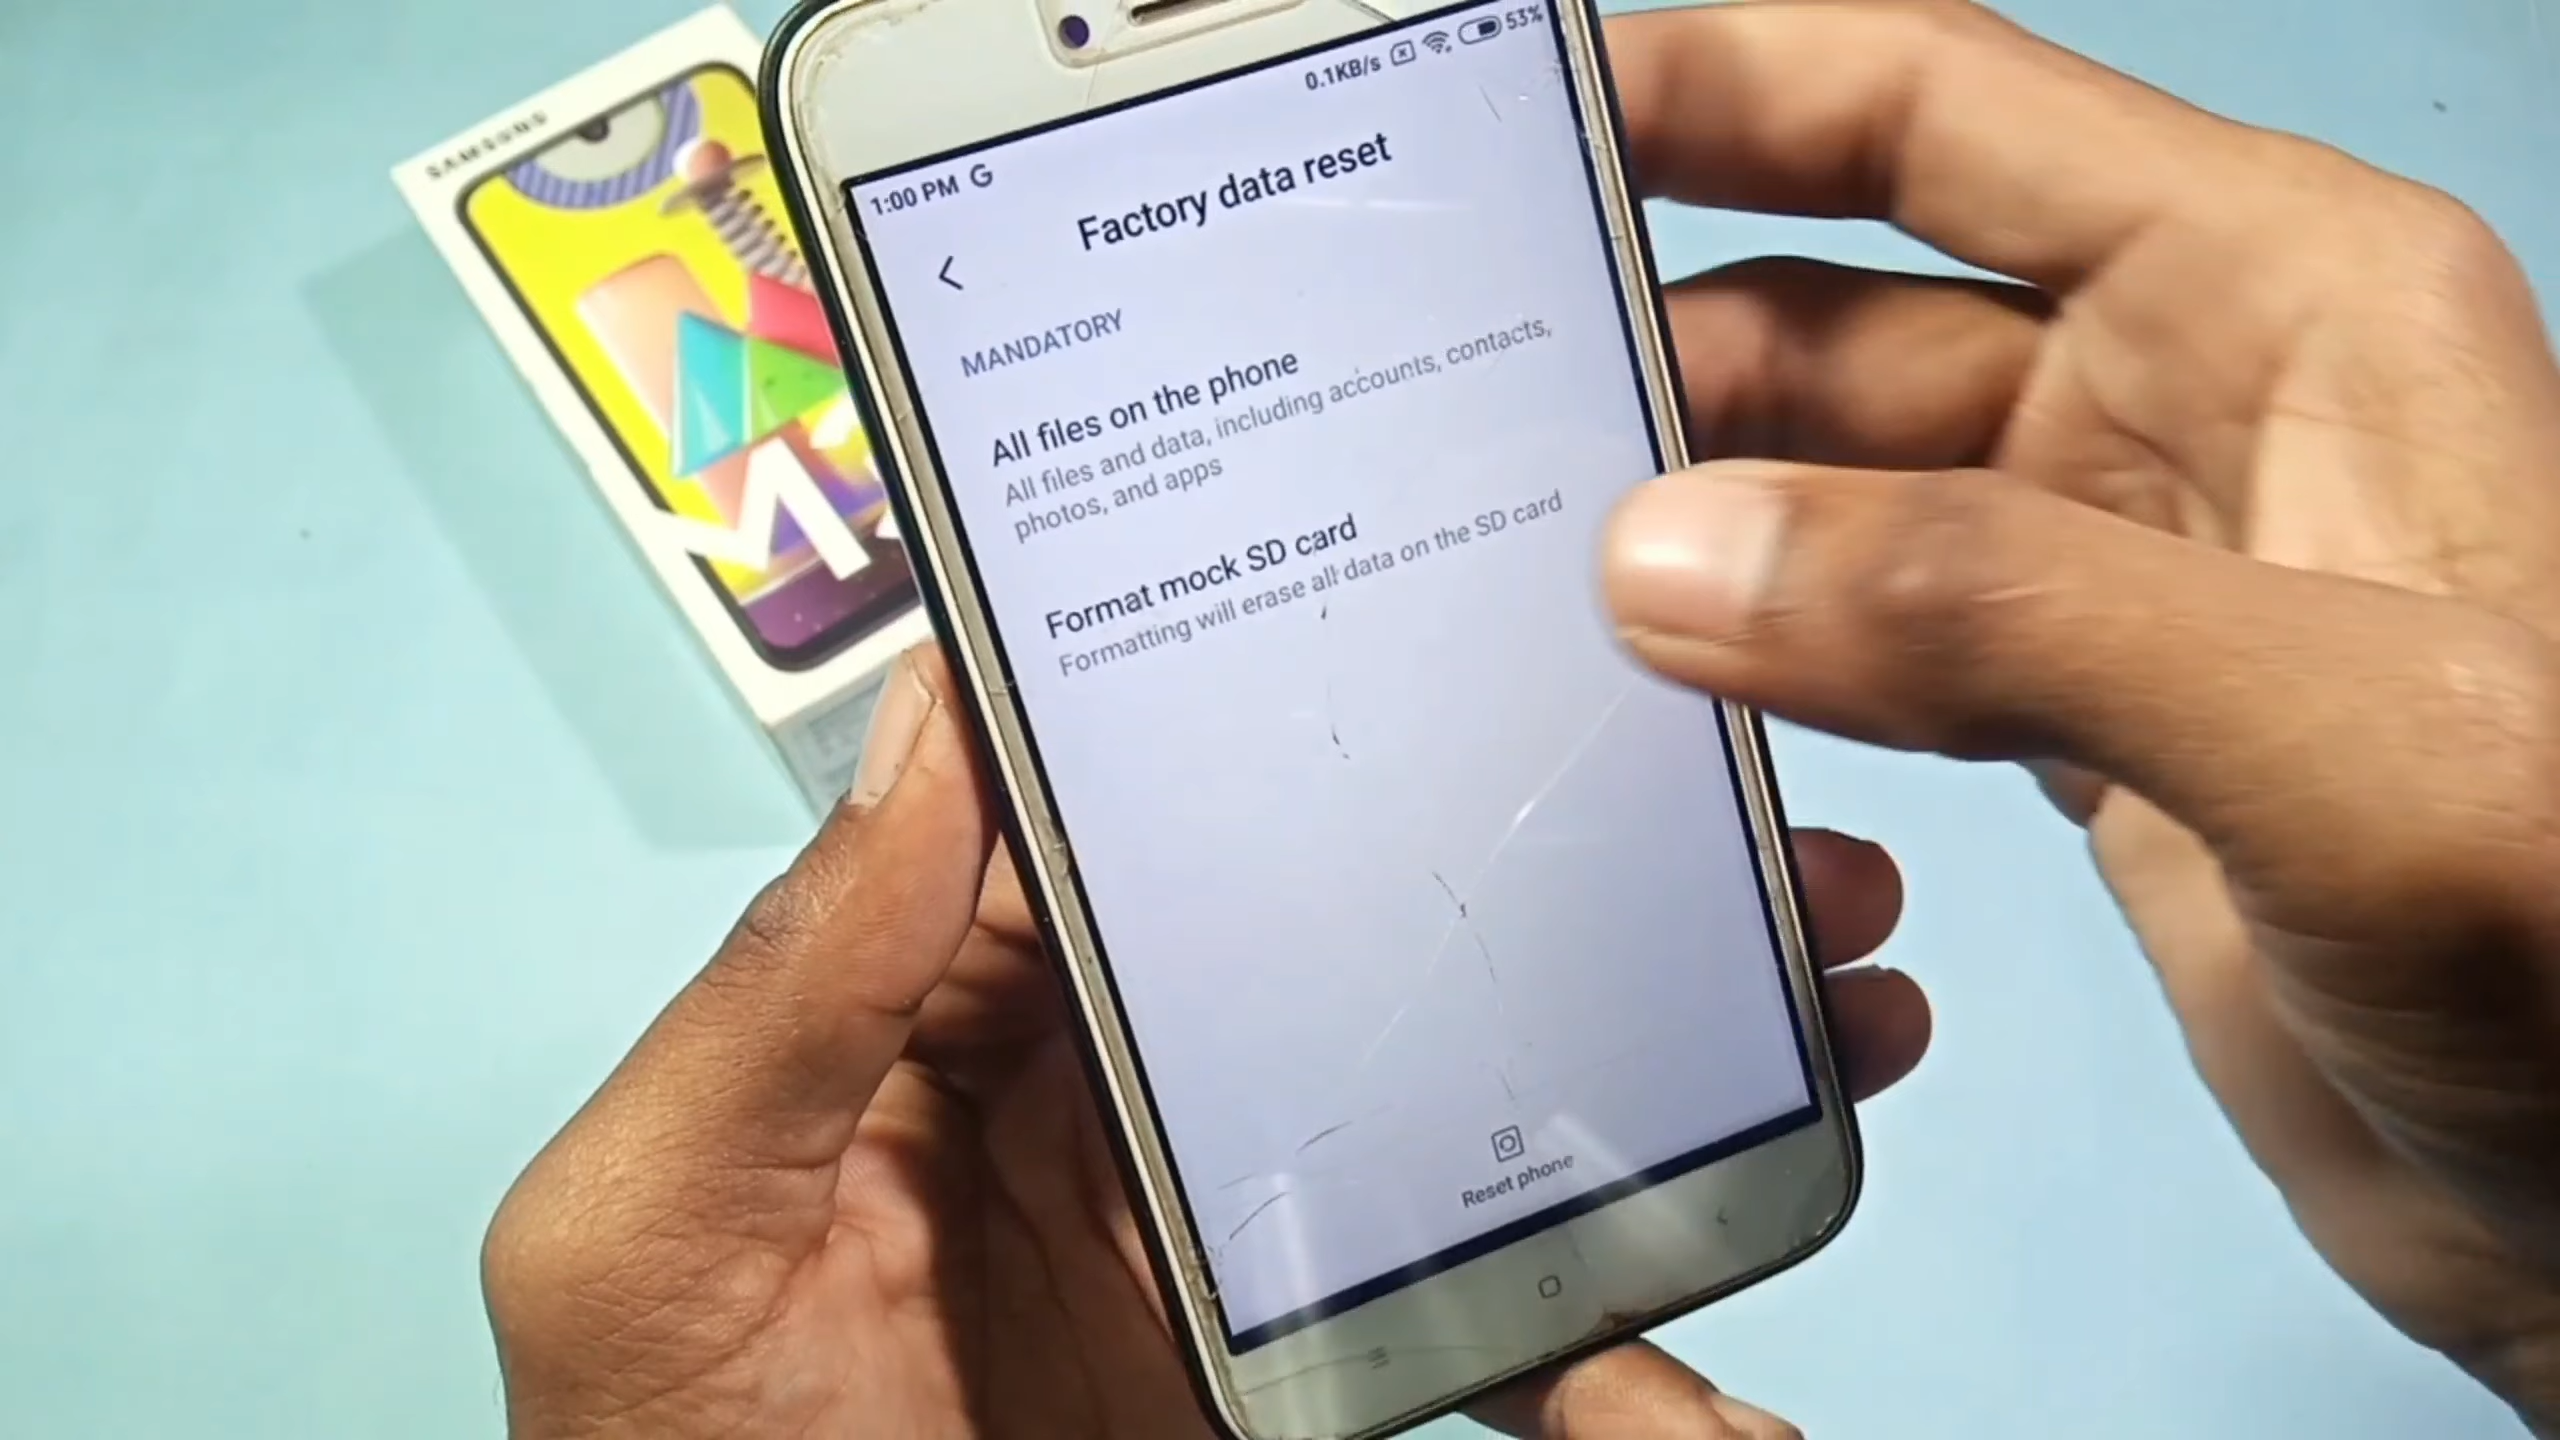 SAMSUNG
M
1:00 PM G
0.1KB/s
53%
Factory data reset
MANDATORY
All files on the phone
All files and data, including accounts, contacts,
photos, and apps
Format mock SD card
Formatting will erase all data on the SD card
Reset phone